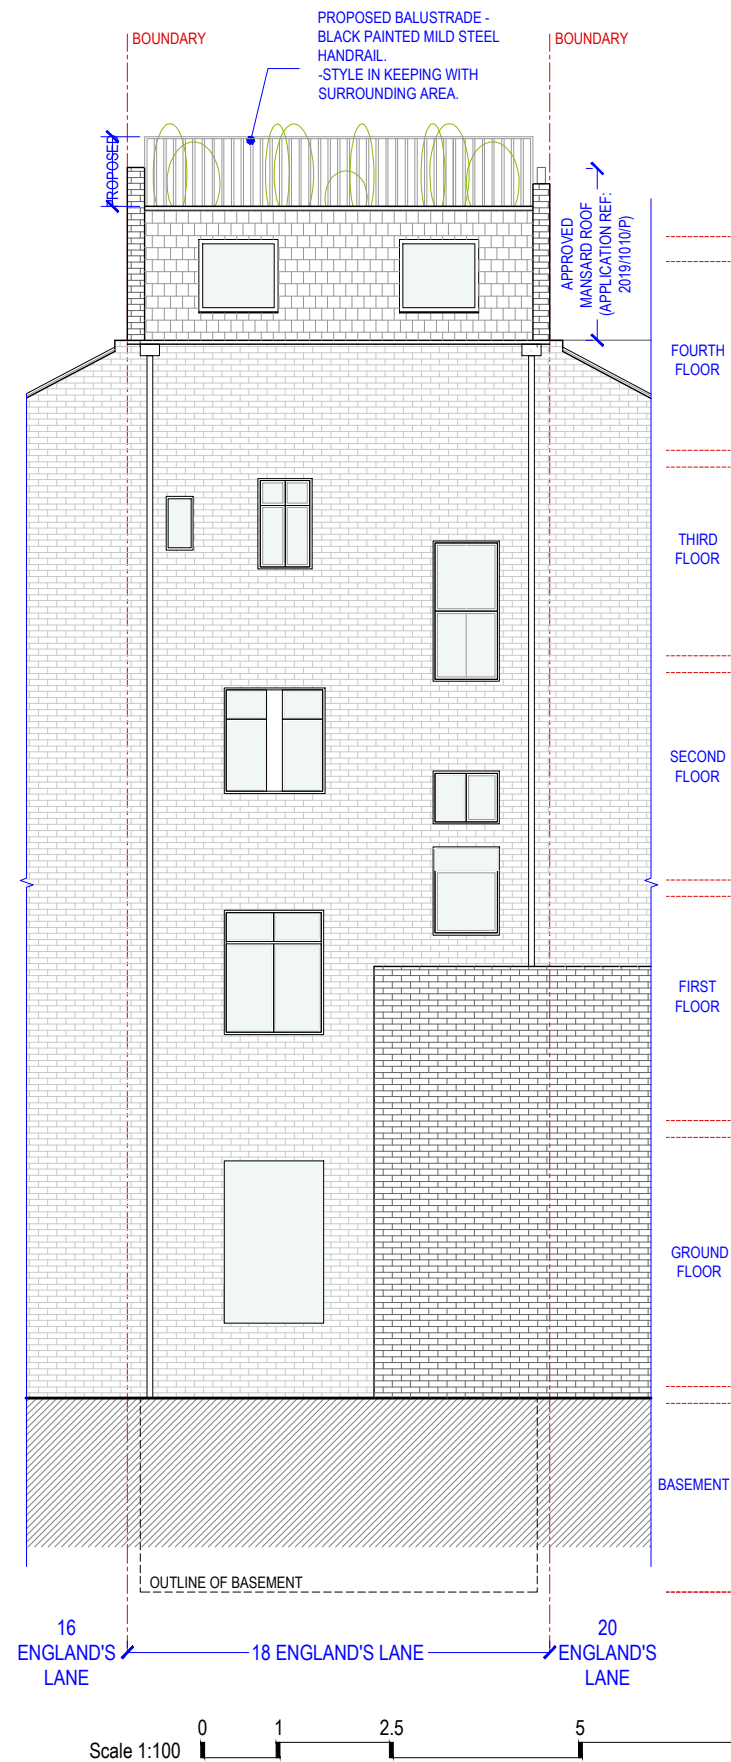 PROPOSED BALUSTRADE -
BLACK PAINTED MILD STEEL
HANDRAIL.
-STYLE IN KEEPING WITH
SURROUNDING AREA.
BOUNDARY
BOUNDARY
PROPOSED
APPROVED
MANSARD ROOF
(APPLICATION REF:
2019/1010/P)
FOURTH
FLOOR
THIRD
FLOOR
SECOND
FLOOR
FIRST
FLOOR
GROUND
FLOOR
BASEMENT
OUTLINE OF BASEMENT
16
ENGLAND'S
LANE
18 ENGLAND'S LANE
20
ENGLAND'S
LANE
Scale 1:100
0 1 2.5 5